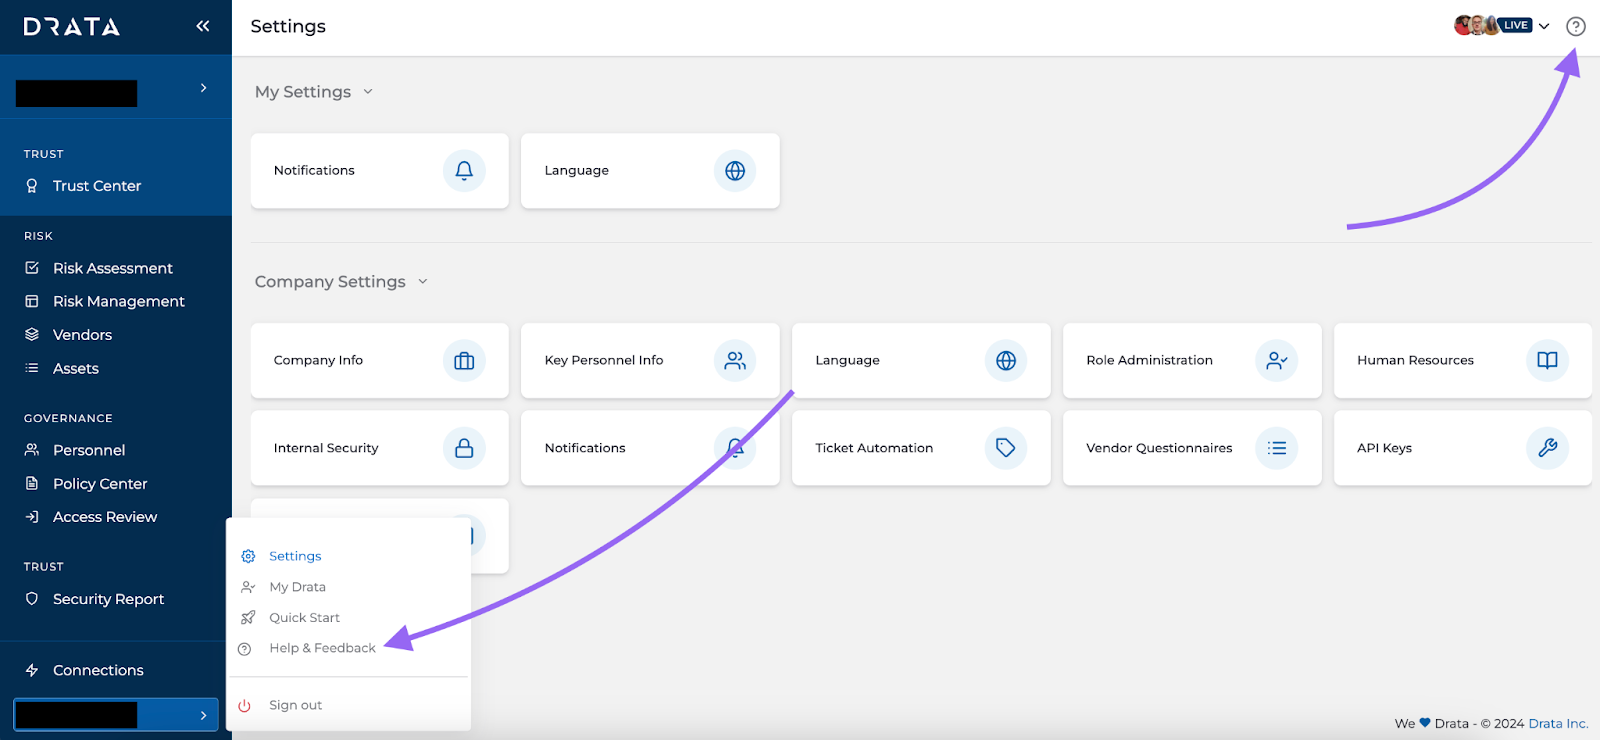 DRATA
Settings
LIVE
TRUST
Trust Center
RISK
Risk Assessment
Risk Management
Vendors
Assets
GOVERNANCE
Personnel
Policy Center
Access Review
TRUST
Security Report
Connections
My Settings
Notifications
Language
Company Settings
Company Info
Key Personnel Info
Language
Role Administration
Human Resources
Internal Security
Notifications
Ticket Automation
Vendor Questionnaires
API Keys
Settings
My Drata
Quick Start
Help & Feedback
Sign out
We Drata - © 2024 Drata Inc.